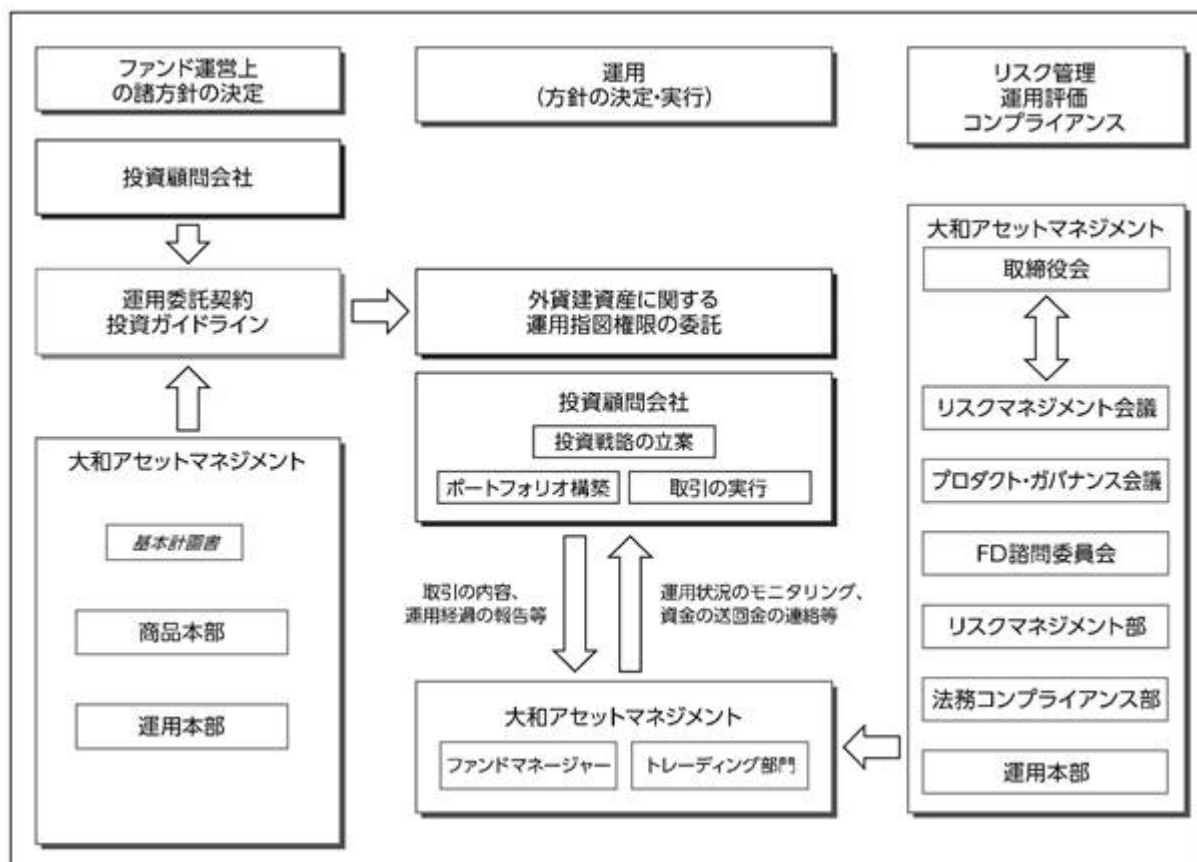 ファンド運営上
の諸方針の決定
投資顧問会社
運用委託契約
投資ガイドライン
大和アセットマネジメント
基本計画書
商品本部
運用本部
運用
(方針の決定・実行)
外貨建資産に関する
運用指図権限の委託
投資顧問会社
投資戦略の立案
ポートフォリオ構築
取引の実行
取引の内容、
運用経過の報告等
運用状況のモニタリング、
資金の送回金の連絡等
大和アセットマネジメント
ファンドマネージャー
トレーディング部門
リスク管理
運用評価
コンプライアンス
大和アセットマネジメント
取締役会
リスクマネジメント会議
プロダクト・ガバナンス会議
FD諮問委員会
リスクマネジメント部
法務コンプライアンス部
運用本部